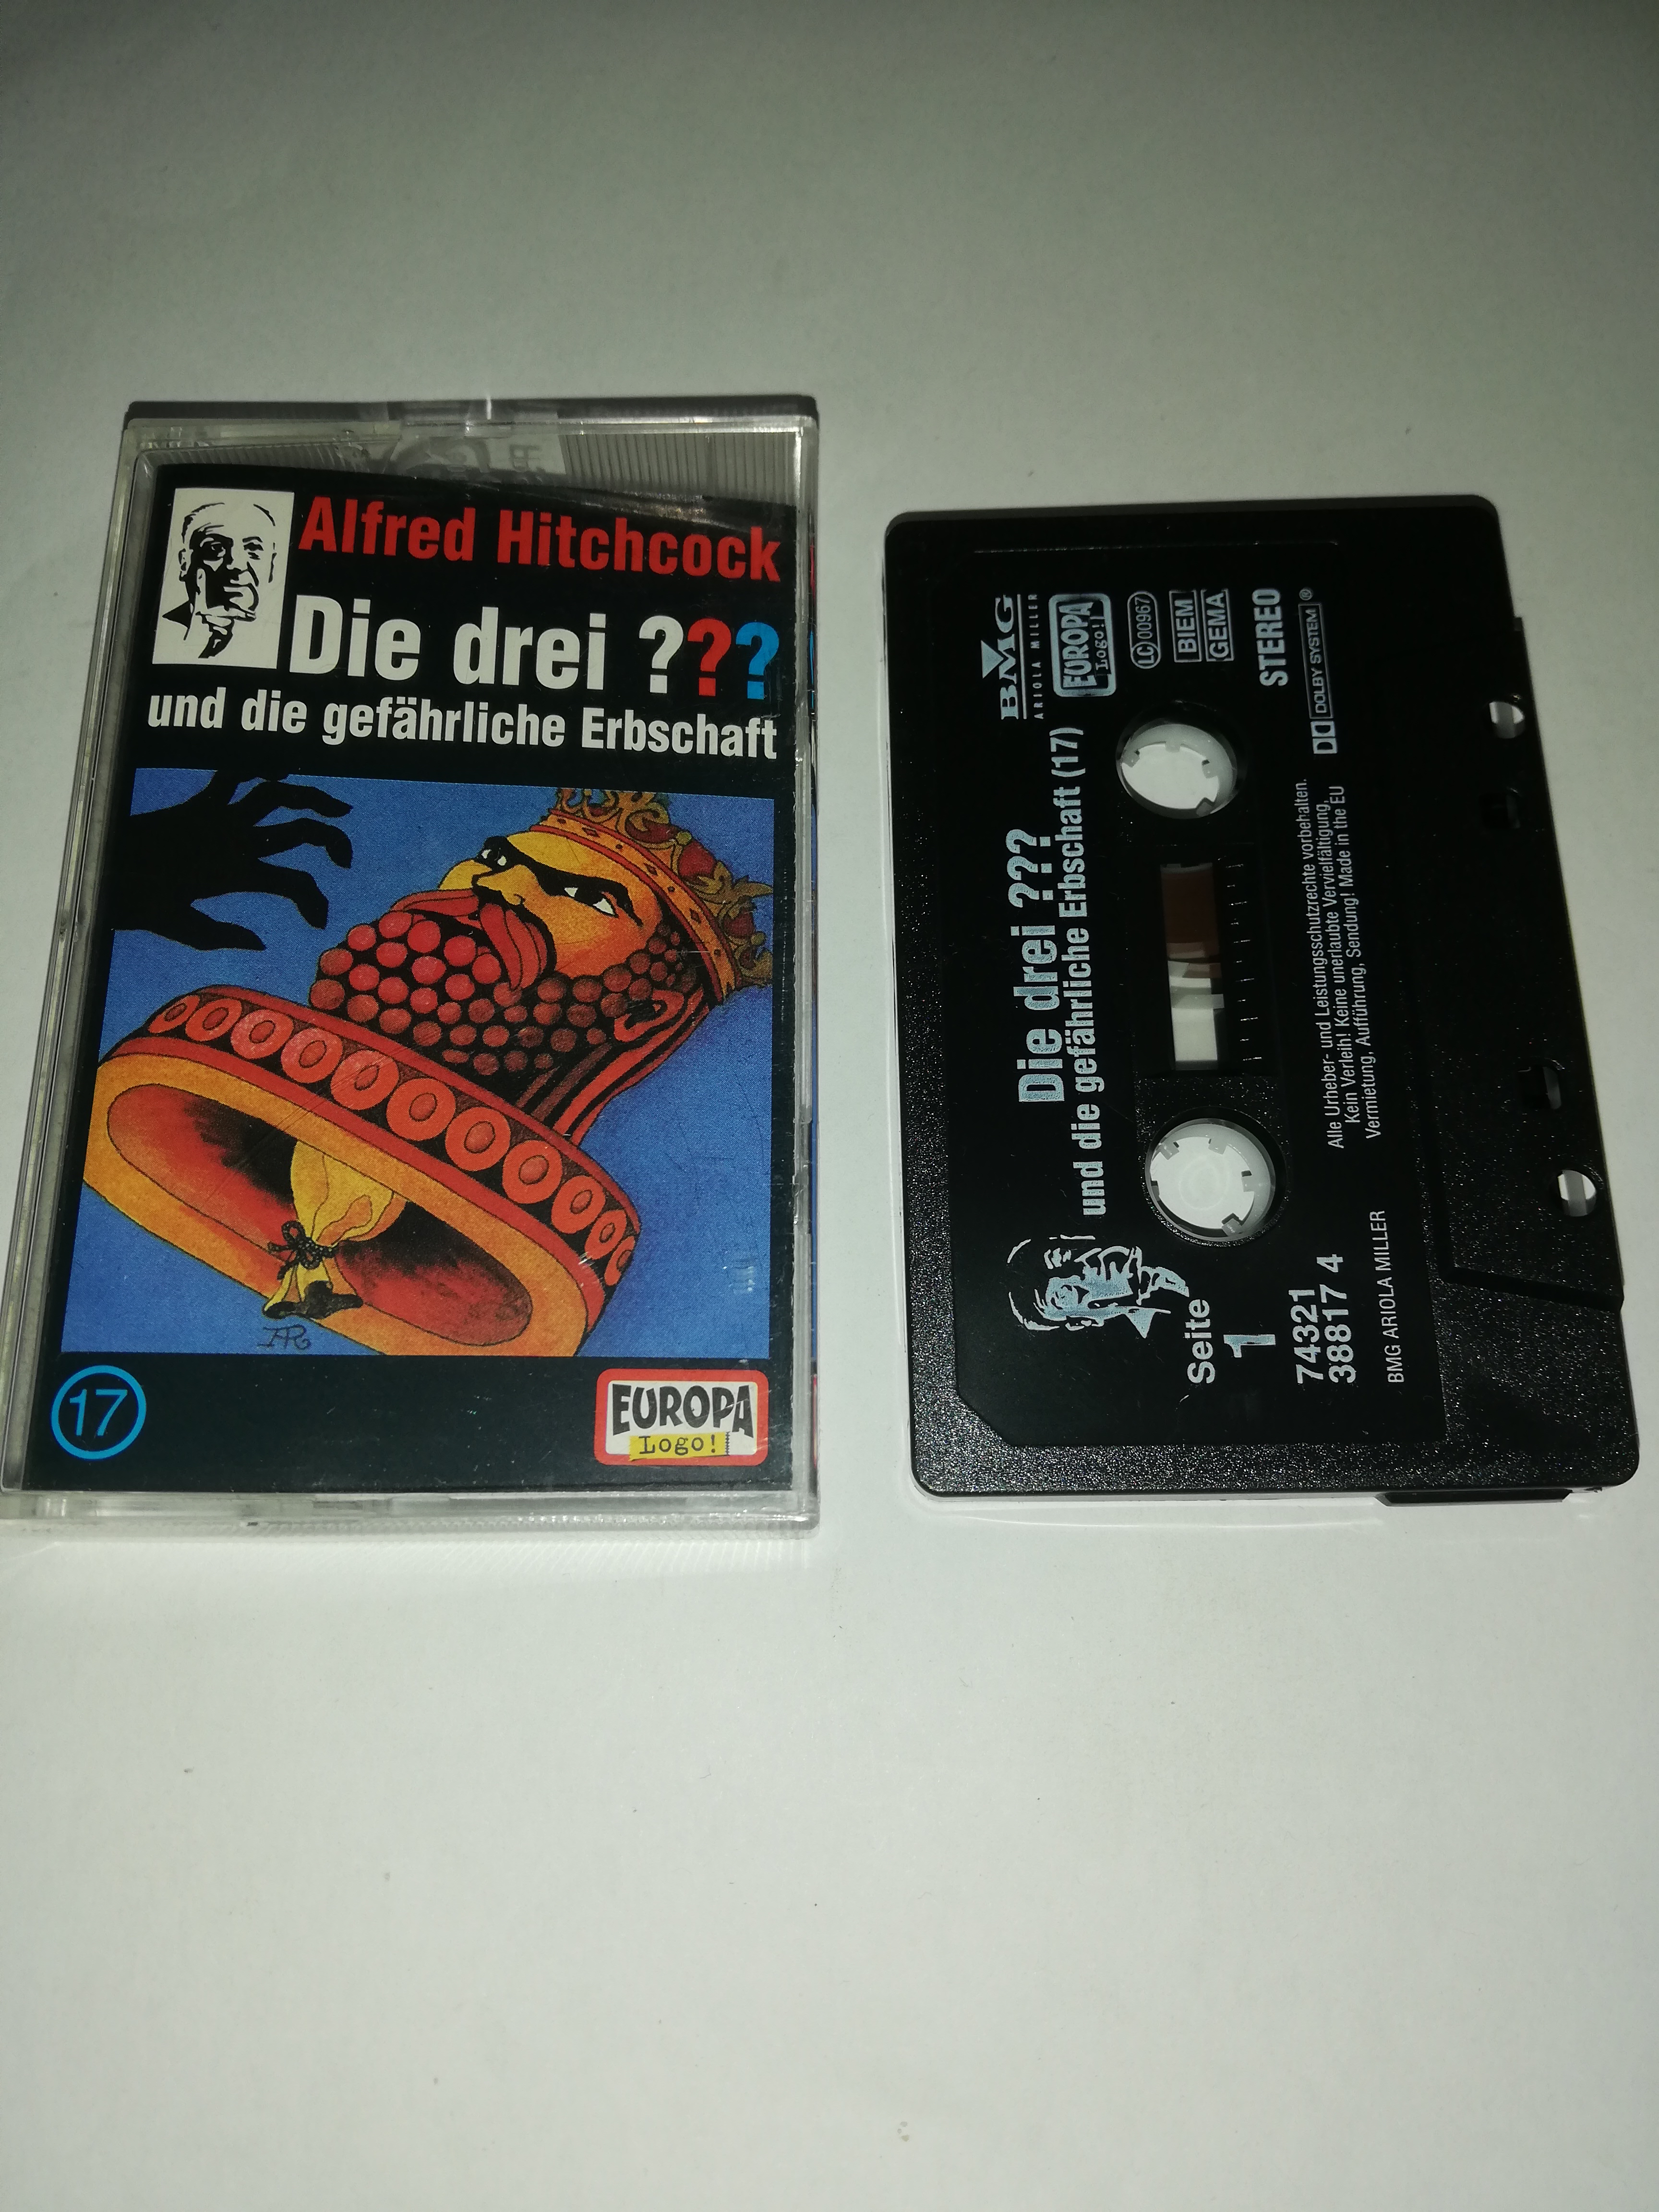 Alfred Hitchcock
Die drei ???
und die gefährliche Erbschaft
17
EUROPA
Logo!
Die drei ???
und die gefährliche Erbschaft (17)
BMG
ARIOLA MILLER
EUROPA
Logo!
LC 00967
BIEM
GEMA
STEREO
DOLBY SYSTEM ®
Seite
1
74321
38817 4
Alle Urheber- und Leistungsschutzrechte vorbehalten.
Kein Verleih! Keine unerlaubte Vervielfältigung,
Vermietung, Aufführung, Sendung! Made in the EU
BMG ARIOLA MILLER